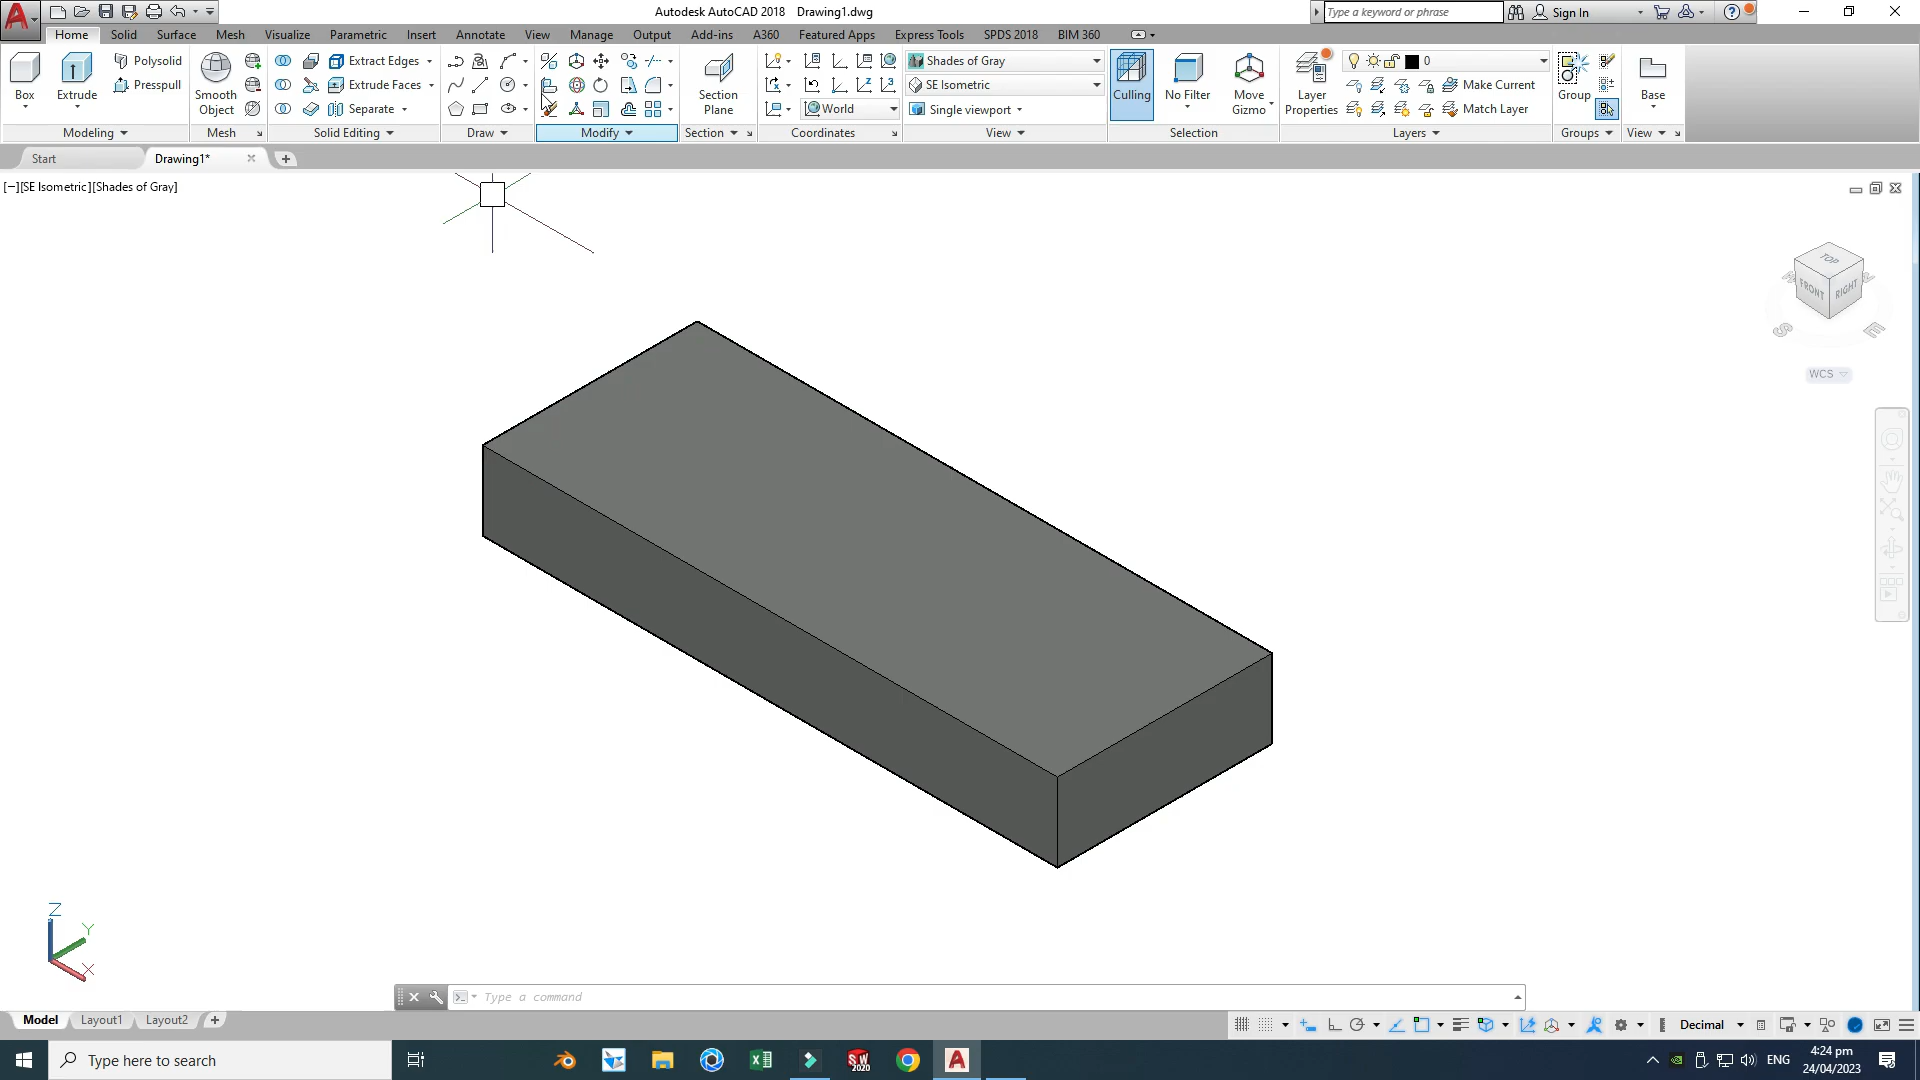 Autodesk AutoCAD 2018 Drawing1.dwg
Type a keyword or phrase
Sign In
Home Solid Surface Mesh Visualize Parametric Insert Annotate View Manage Output Add-ins A360 Featured Apps Express Tools SPDS 2018 BIM 360
Box
Extrude
Polysolid
Presspull
Modeling
Smooth Object
Mesh
Extract Edges
Extrude Faces
Separate
Solid Editing
Draw
Modify
Section Plane
Section
World
Coordinates
Shades of Gray
SE Isometric
Single viewport
View
Culling
No Filter
Move Gizmo
Selection
Layer Properties
0
Make Current
Match Layer
Layers
Group
Groups
Base
View
Start
Drawing1*
[−][SE Isometric][Shades of Gray]
TOP
FRONT
RIGHT
S
E
WCS
Z
Y
X
Type a command
Model Layout1 Layout2
Decimal
Type here to search
SW 2020
ENG
4:24 pm
24/04/2023